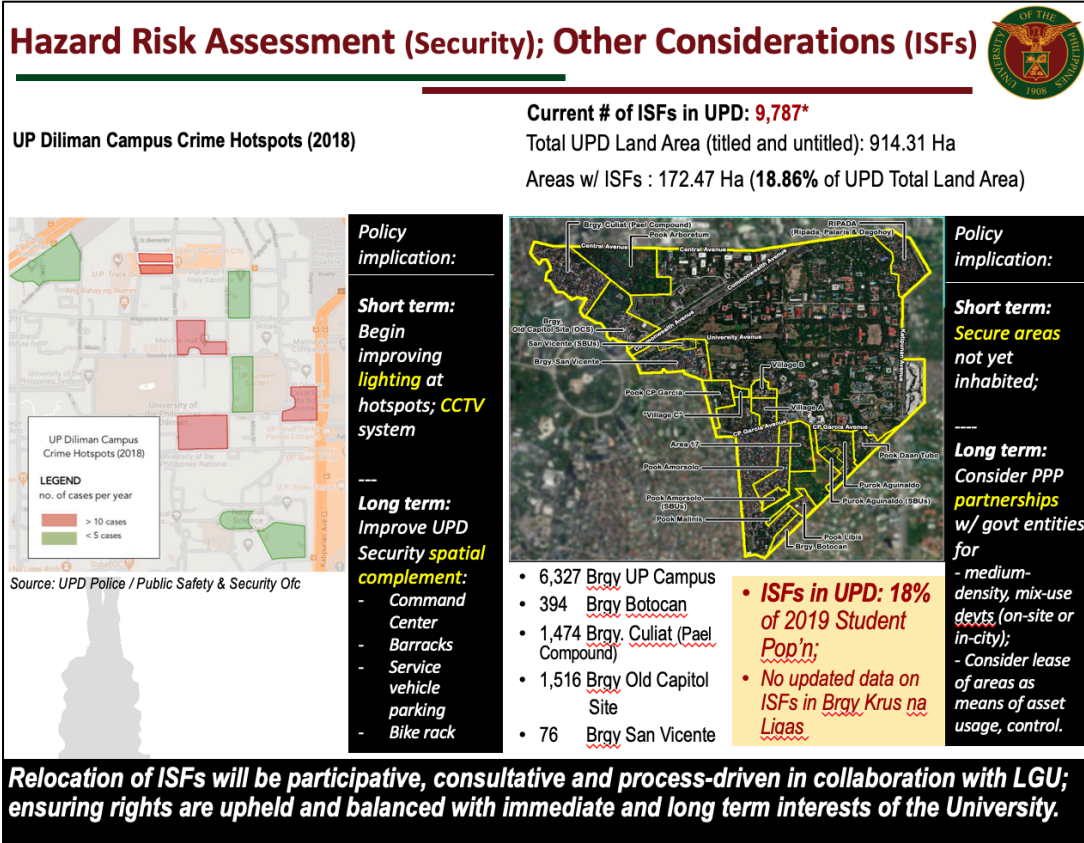 Hazard Risk Assessment (Security); Other Considerations (ISFs)
UNIVERSITY OF THE PHILIPPINES
1908
UP Diliman Campus Crime Hotspots (2018)
Current # of ISFs in UPD: 9,787*
Total UPD Land Area (titled and untitled): 914.31 Ha
Areas w/ ISFs : 172.47 Ha (18.86% of UPD Total Land Area)
University of
the Philippines
UP Diliman Campus
Crime Hotspots (2018)
LEGEND
no. of cases per year
> 10 cases
< 5 cases
Source: UPD Police / Public Safety & Security Ofc
Policy
implication:
Short term:
Begin
improving
lighting at
hotspots; CCTV
system
---
Long term:
Improve UPD
Security spatial
complement:
- Command
Center
- Barracks
- Service
vehicle
parking
- Bike rack
Brgy. Culiat (Pael Compound)
Pook Arboretum
Central Avenue
Central Avenue
RIPADA
(Ripada, Palaris & Dagohoy)
Commonwealth Avenue
Brgy.
Old Capitol Site (OCS)
Commonwealth Avenue
University Avenue
San Vicente (SBUs)
Brgy. San Vicente
Katipunan Avenue
Village B
Pook CP Garcia
"Village C"
Village A
CP Garcia Avenue
CP Garcia Avenue
Area 17
Pook Daan Tubo
Pook Amorsolo
Purok Aguinaldo
Purok Aguinaldo (SBUs)
Pook Amorsolo
(SBUs)
Pook Malinis
Pook Libis
Brgy. Botocan
• 6,327 Brgy UP Campus
• 394 Brgy Botocan
• 1,474 Brgy. Culiat (Pael
Compound)
• 1,516 Brgy Old Capitol
Site
• 76 Brgy San Vicente
• ISFs in UPD: 18%
of 2019 Student
Pop'n;
• No updated data on
ISFs in Brgy Krus na
Ligas
Policy
implication:
Short term:
Secure areas
not yet
inhabited;
----
Long term:
Consider PPP
partnerships
w/ govt entities
for
- medium-
density, mix-use
devts (on-site or
in-city);
- Consider lease
of areas as
means of asset
usage, control.
Relocation of ISFs will be participative, consultative and process-driven in collaboration with LGU;
ensuring rights are upheld and balanced with immediate and long term interests of the University.